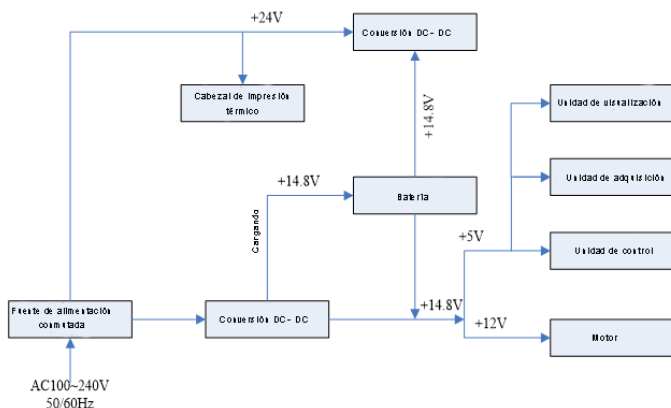 +24V
Conversión DC- DC
Cabezal de impresión
térmico
+14.8V
Unidad de visualización
Unidad de adquisición
+14.8V
Batería
Cargando
+5V
Unidad de control
Fuente de alimentación
conmutada
Conversión DC- DC
+14.8V
+12V
Motor
AC100~240V
50/60Hz